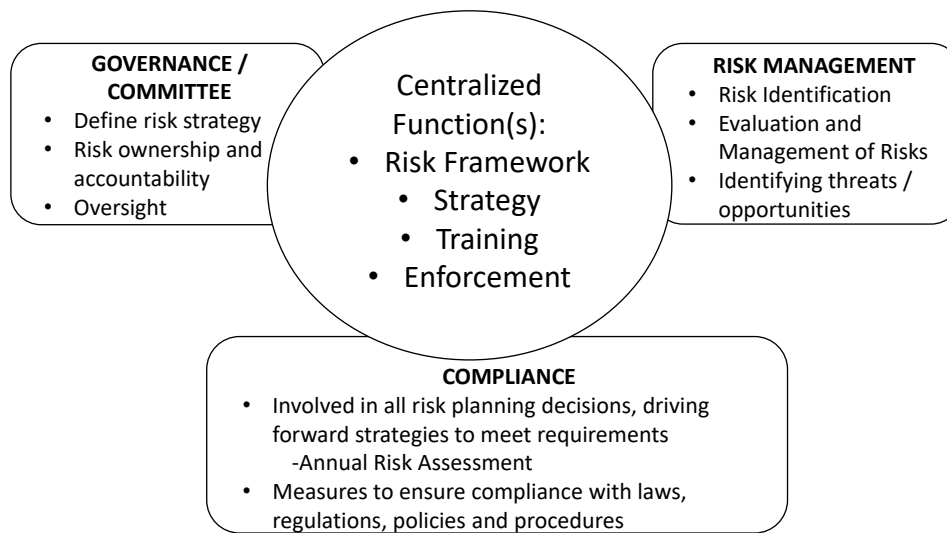 GOVERNANCE /
COMMITTEE
• Define risk strategy
• Risk ownership and
accountability
• Oversight
Centralized
Function(s):
• Risk Framework
• Strategy
• Training
• Enforcement
RISK MANAGEMENT
• Risk Identification
• Evaluation and
Management of Risks
• Identifying threats /
opportunities
COMPLIANCE
• Involved in all risk planning decisions, driving
forward strategies to meet requirements
-Annual Risk Assessment
• Measures to ensure compliance with laws,
regulations, policies and procedures